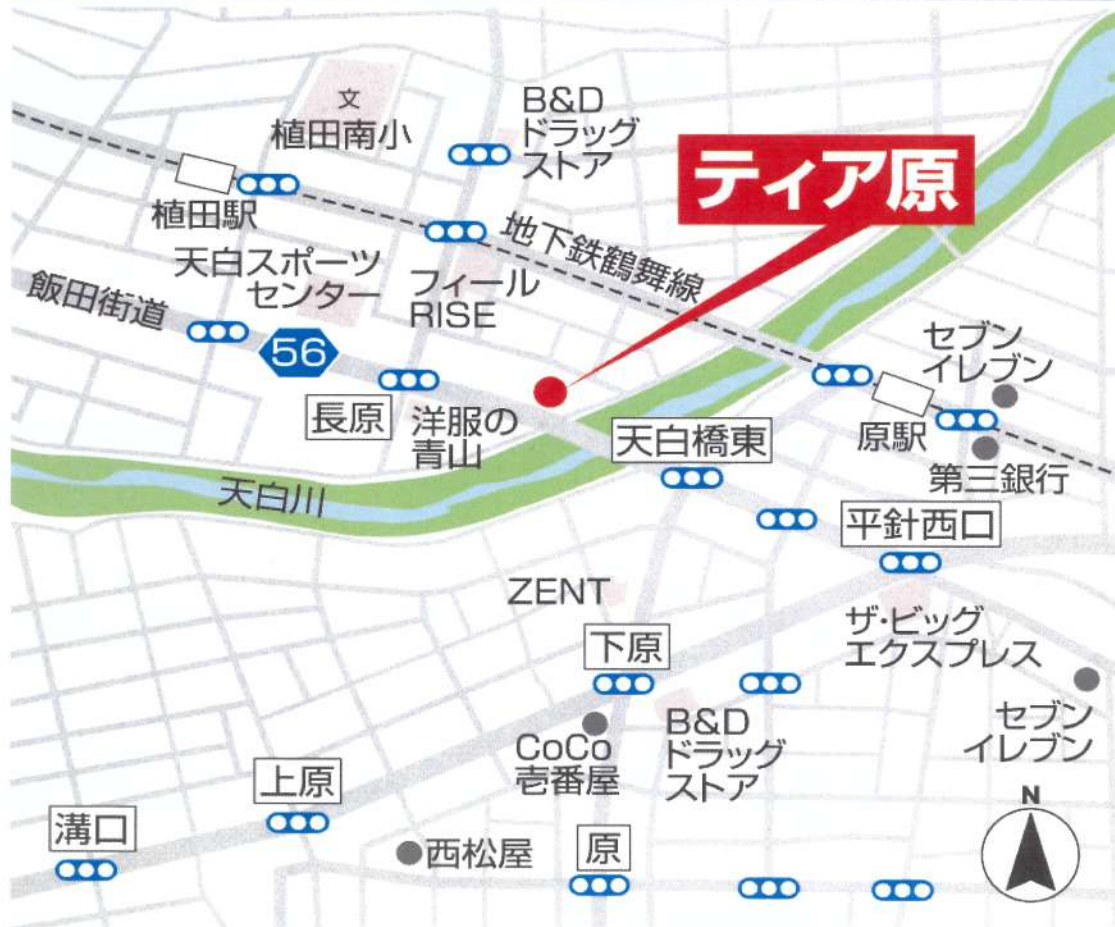 文
植田南小
B&D
ドラッグ
ストア
ティア原
植田駅
地下鉄鶴舞線
天白スポーツ
センター
フィール
RISE
飯田街道
56
セブン
イレブン
長原
洋服の
青山
天白橋東
原駅
第三銀行
天白川
平針西口
ZENT
ザ・ビッグ
エクスプレス
下原
B&D
ドラッグ
ストア
セブン
イレブン
CoCo
壱番屋
上原
溝口
西松屋
原
N